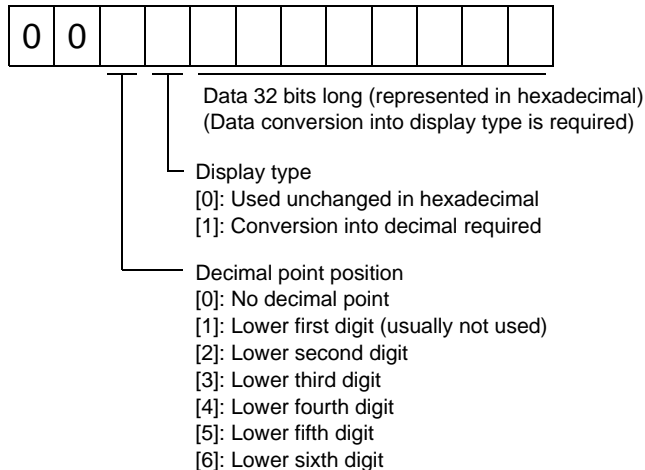 0 0
Data 32 bits long (represented in hexadecimal)
(Data conversion into display type is required)
Display type
[0]: Used unchanged in hexadecimal
[1]: Conversion into decimal required
Decimal point position
[0]: No decimal point
[1]: Lower first digit (usually not used)
[2]: Lower second digit
[3]: Lower third digit
[4]: Lower fourth digit
[5]: Lower fifth digit
[6]: Lower sixth digit